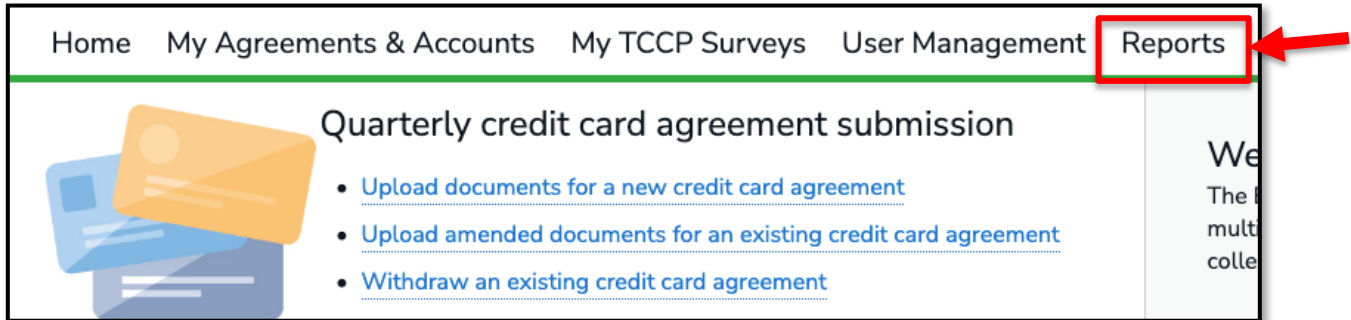 Home My Agreements & Accounts My TCCP Surveys User Management Reports
Quarterly credit card agreement submission
• Upload documents for a new credit card agreement
• Upload amended documents for an existing credit card agreement
• Withdraw an existing credit card agreement
We
The
multi
colle